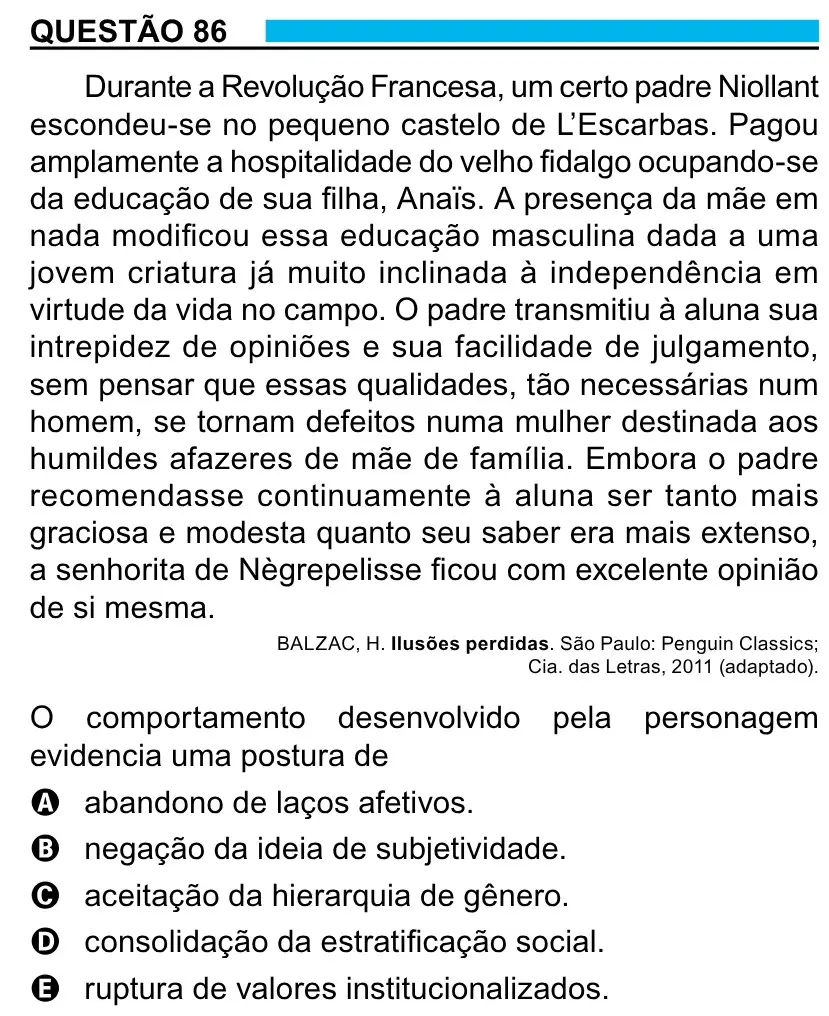 QUESTÃO 86
Durante a Revolução Francesa, um certo padre Niollant
escondeu-se no pequeno castelo de L’Escarbas. Pagou
amplamente a hospitalidade do velho fidalgo ocupando-se
da educação de sua filha, Anaïs. A presença da mãe em
nada modificou essa educação masculina dada a uma
jovem criatura já muito inclinada à independência em
virtude da vida no campo. O padre transmitiu à aluna sua
intrepidez de opiniões e sua facilidade de julgamento,
sem pensar que essas qualidades, tão necessárias num
homem, se tornam defeitos numa mulher destinada aos
humildes afazeres de mãe de família. Embora o padre
recomendasse continuamente à aluna ser tanto mais
graciosa e modesta quanto seu saber era mais extenso,
a senhorita de Nègrepelisse ficou com excelente opinião
de si mesma.
BALZAC, H. Ilusões perdidas. São Paulo: Penguin Classics;
Cia. das Letras, 2011 (adaptado).
O comportamento desenvolvido pela personagem
evidencia uma postura de
A abandono de laços afetivos.
B negação da ideia de subjetividade.
C aceitação da hierarquia de gênero.
D consolidação da estratificação social.
E ruptura de valores institucionalizados.